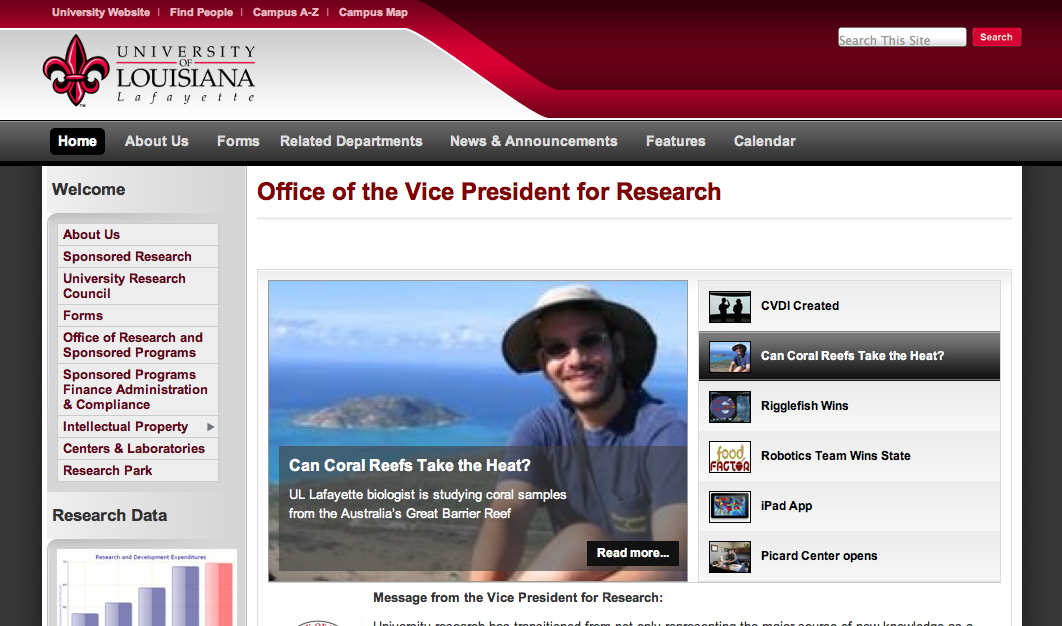 University Website | Find People | Campus A-Z | Campus Map
Search This Site
Search
UNIVERSITY
OF
LOUISIANA
Lafayette
™
Home About Us Forms Related Departments News & Announcements Features Calendar
Welcome
About Us
Sponsored Research
University Research
Council
Forms
Office of Research and
Sponsored Programs
Sponsored Programs
Finance Administration
& Compliance
Intellectual Property
Centers & Laboratories
Research Park
Research Data
Research and Development Expenditures
Office of the Vice President for Research
Can Coral Reefs Take the Heat?
UL Lafayette biologist is studying coral samples
from the Australia's Great Barrier Reef
Read more...
CVDI Created
Can Coral Reefs Take the Heat?
Rigglefish Wins
food
FACTOR
Robotics Team Wins State
iPad App
Picard Center opens
Message from the Vice President for Research:
University research has transitioned from not only representing the major source of new knowledge as a